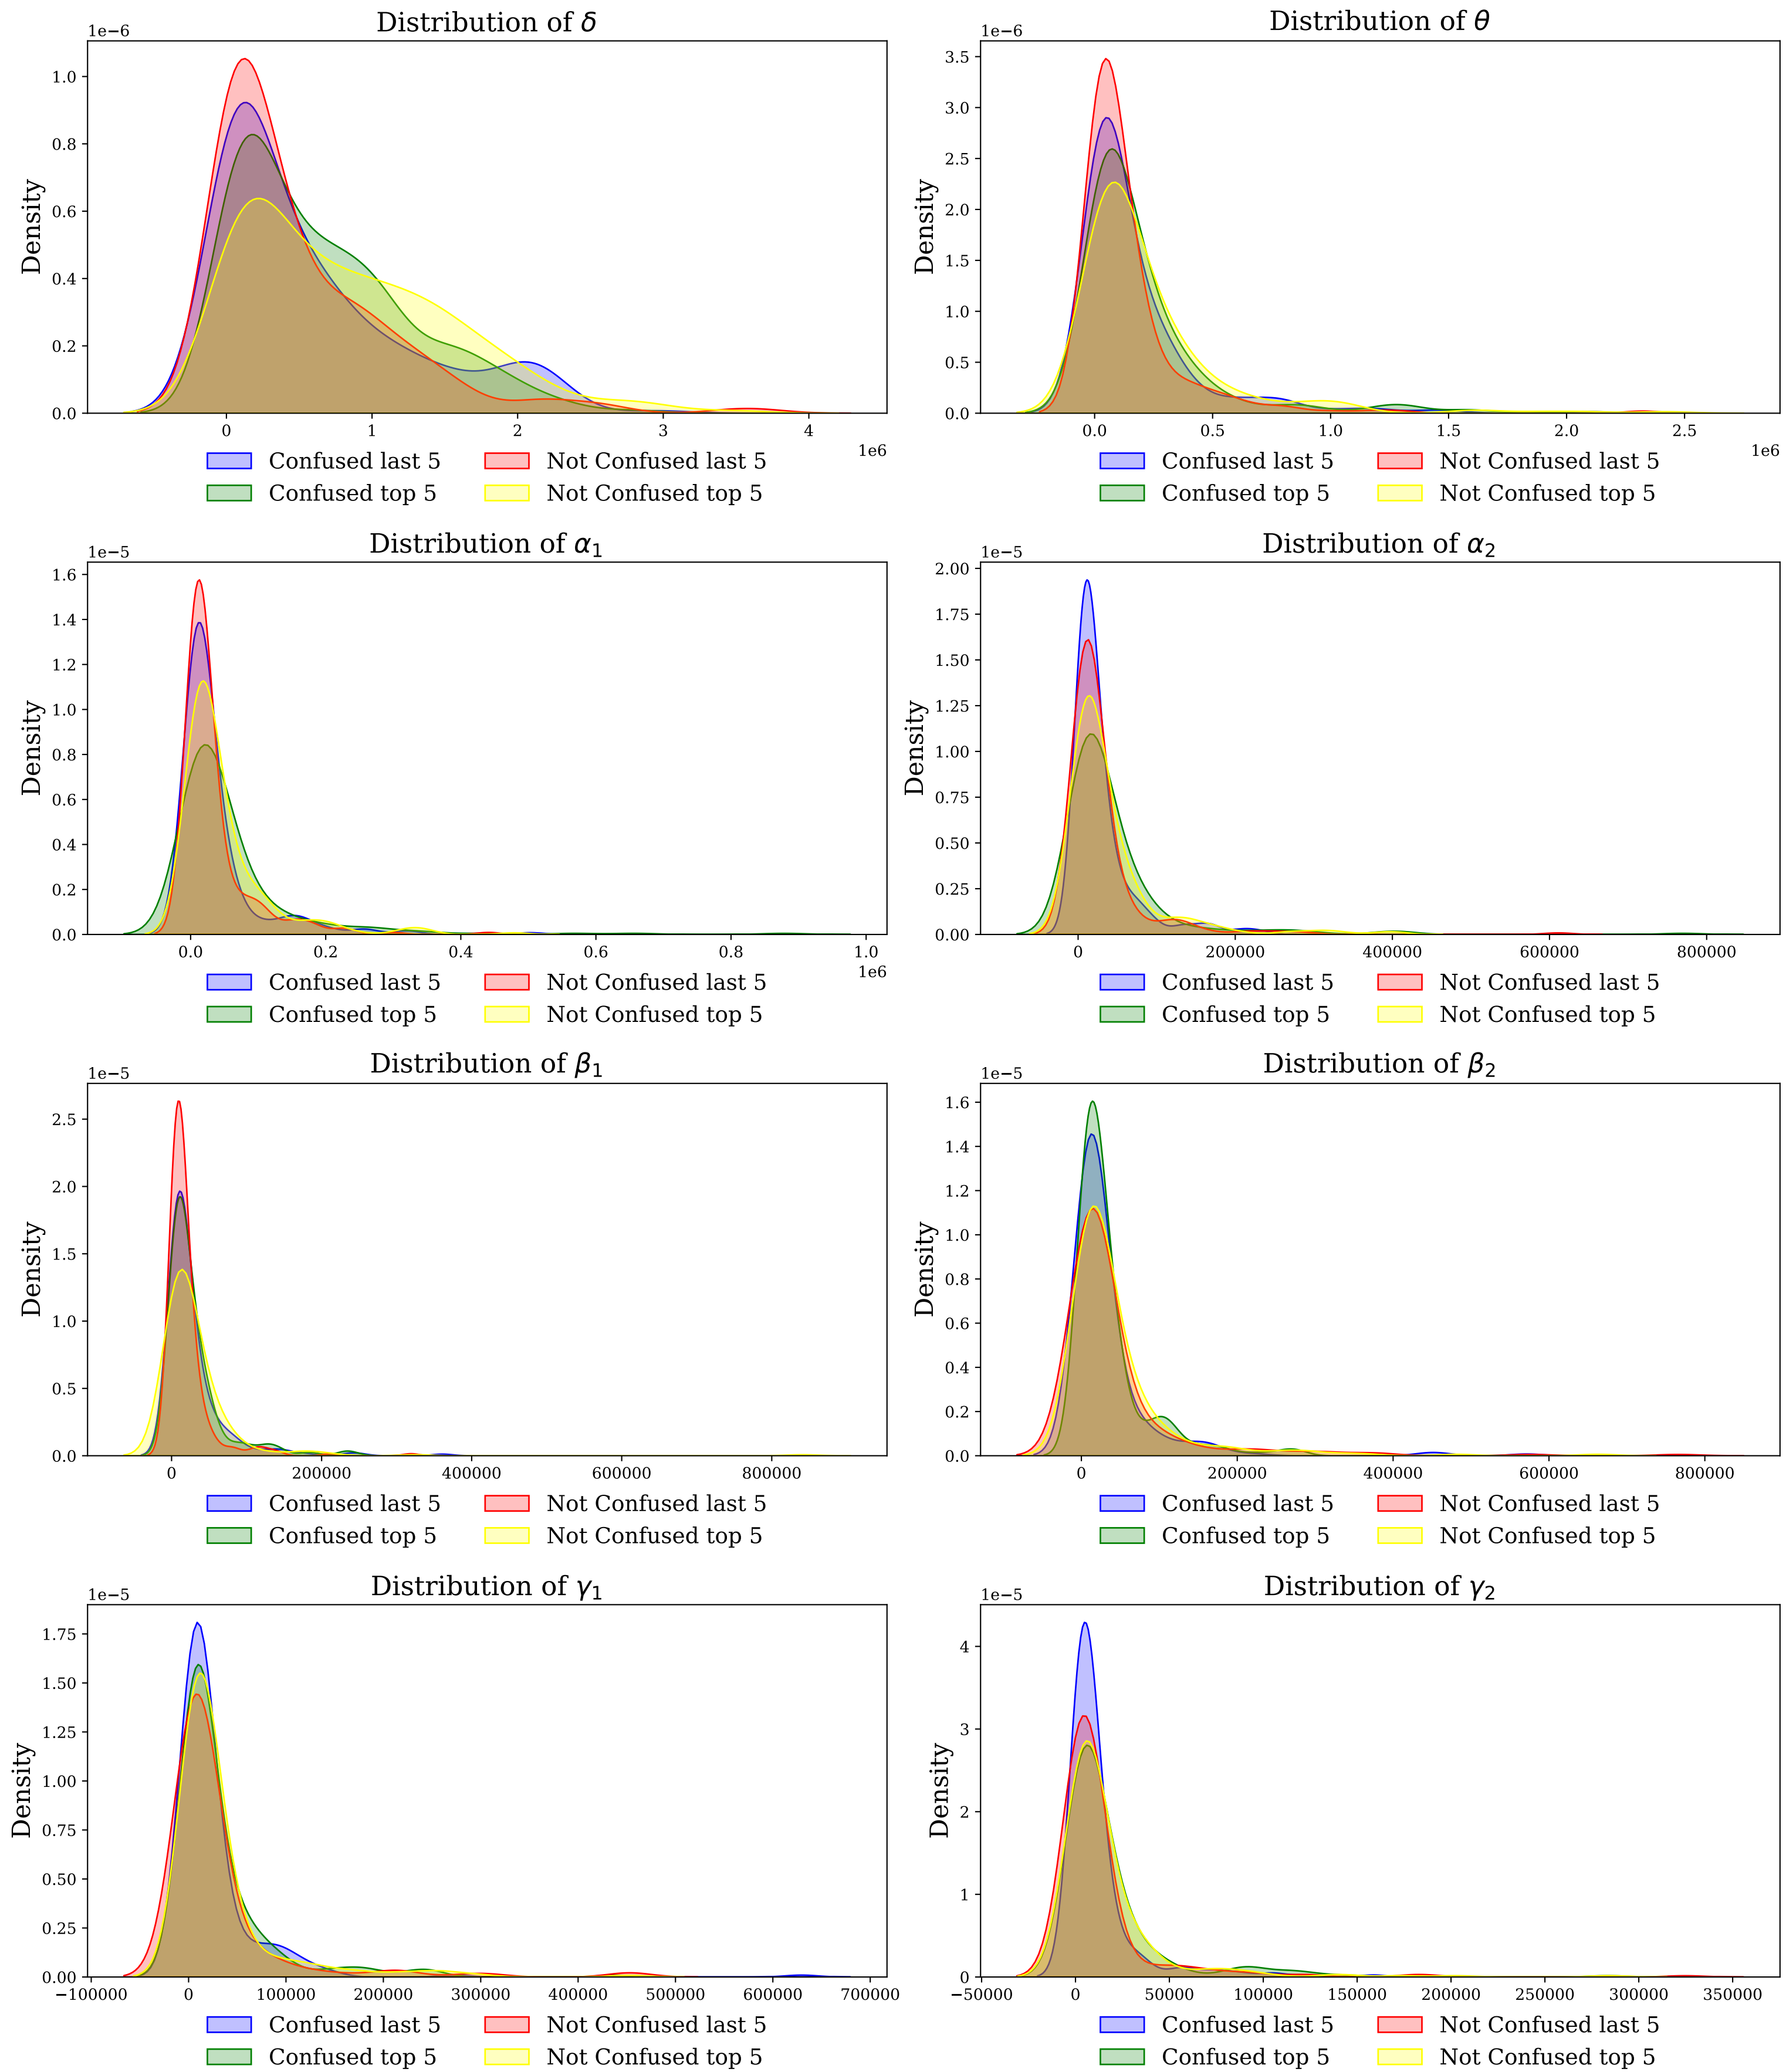 Distribution of δ
1e−6
Density
1.0
0.8
0.6
0.4
0.2
0.0
0 1 2 3 4
1e6
Confused last 5 Not Confused last 5
Confused top 5 Not Confused top 5
Distribution of θ
1e−6
Density
3.5
3.0
2.5
2.0
1.5
1.0
0.5
0.0
0.0 0.5 1.0 1.5 2.0 2.5
1e6
Confused last 5 Not Confused last 5
Confused top 5 Not Confused top 5
Distribution of α₁
1e−5
Density
1.6
1.4
1.2
1.0
0.8
0.6
0.4
0.2
0.0
0.0 0.2 0.4 0.6 0.8 1.0
1e6
Confused last 5 Not Confused last 5
Confused top 5 Not Confused top 5
Distribution of α₂
1e−5
Density
2.00
1.75
1.50
1.25
1.00
0.75
0.50
0.25
0.00
0 200000 400000 600000 800000
Confused last 5 Not Confused last 5
Confused top 5 Not Confused top 5
Distribution of β₁
1e−5
Density
2.5
2.0
1.5
1.0
0.5
0.0
0 200000 400000 600000 800000
Confused last 5 Not Confused last 5
Confused top 5 Not Confused top 5
Distribution of β₂
1e−5
Density
1.6
1.4
1.2
1.0
0.8
0.6
0.4
0.2
0.0
0 200000 400000 600000 800000
Confused last 5 Not Confused last 5
Confused top 5 Not Confused top 5
Distribution of γ₁
1e−5
Density
1.75
1.50
1.25
1.00
0.75
0.50
0.25
0.00
−100000 0 100000 200000 300000 400000 500000 600000 700000
Confused last 5 Not Confused last 5
Confused top 5 Not Confused top 5
Distribution of γ₂
1e−5
Density
4
3
2
1
0
−50000 0 50000 100000 150000 200000 250000 300000 350000
Confused last 5 Not Confused last 5
Confused top 5 Not Confused top 5